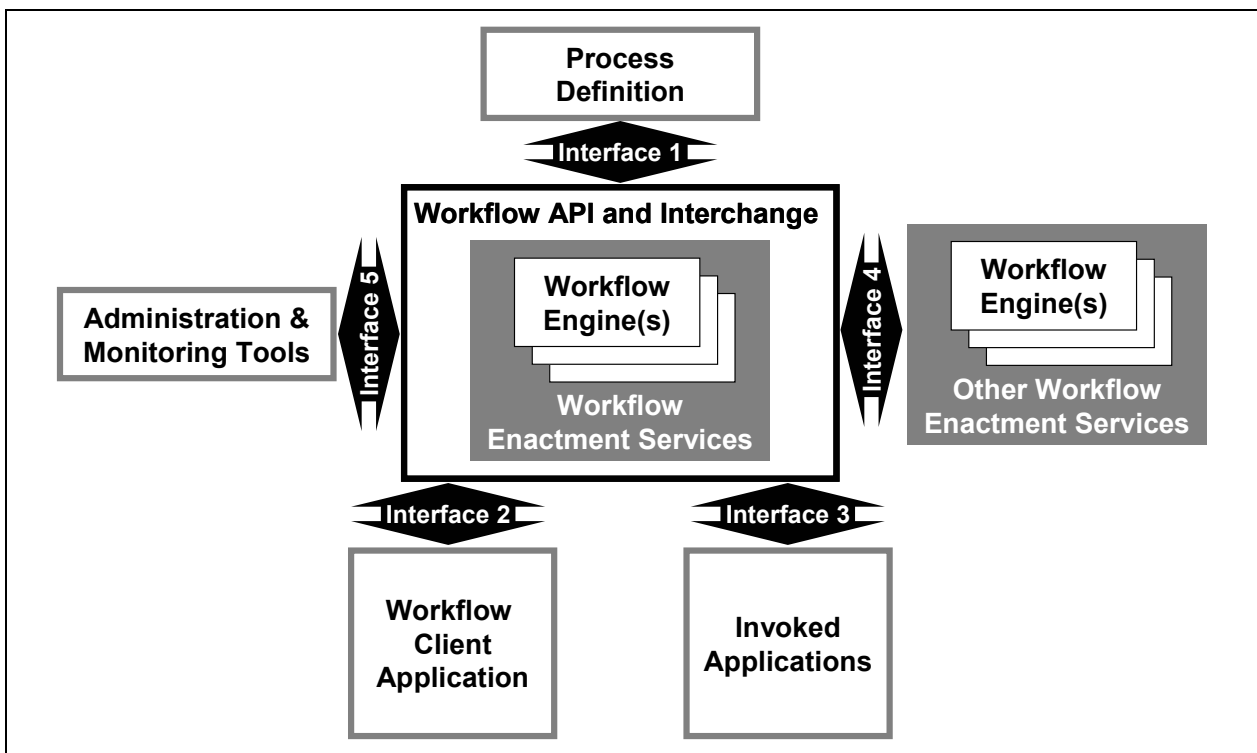 Process
Definition
Interface 1
Workflow API and Interchange
Workflow
Engine(s)
Workflow
Enactment Services
Interface 5
Administration &
Monitoring Tools
Interface 4
Workflow
Engine(s)
Other Workflow
Enactment Services
Interface 2
Interface 3
Workflow
Client
Application
Invoked
Applications